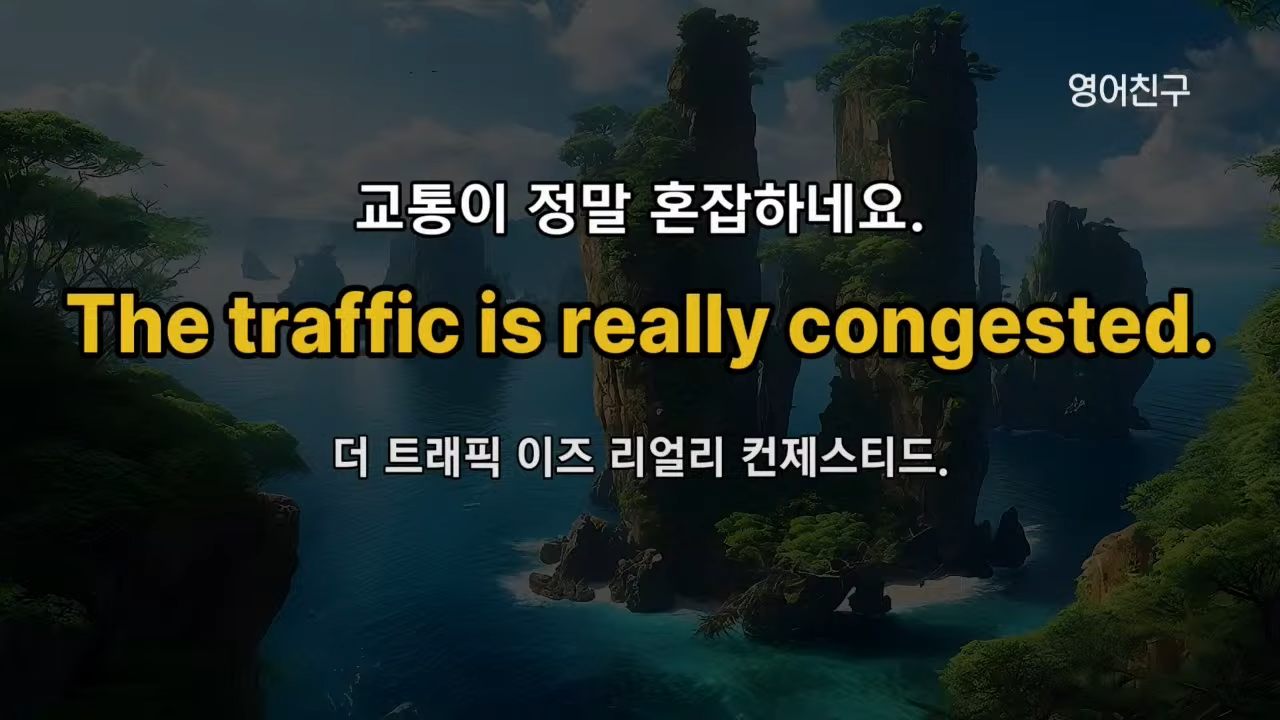 영어친구
교통이 정말 혼잡하네요.
The traffic is really congested.
더 트래픽 이즈 리얼리 컨제스티드.